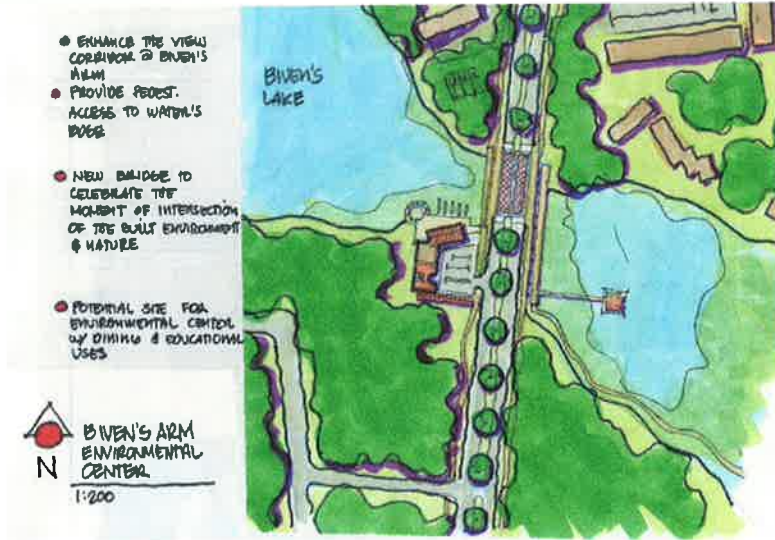 ENHANCE THE VIEW
CORRIDOR @ BIVEN'S
ARM
PROVIDE PEDEST.
ACCESS TO WATER'S
EDGE
NEW BRIDGE TO
CELEBRATE THE
MOMENT OF INTERSECTION
OF THE BUILT ENVIRONMENT
& NATURE
POTENTIAL SITE FOR
ENVIRONMENTAL CENTER
W/ DINING & EDUCATIONAL
USES
BIVEN'S
LAKE
N
BIVEN'S ARM
ENVIRONMENTAL
CENTER
1:200